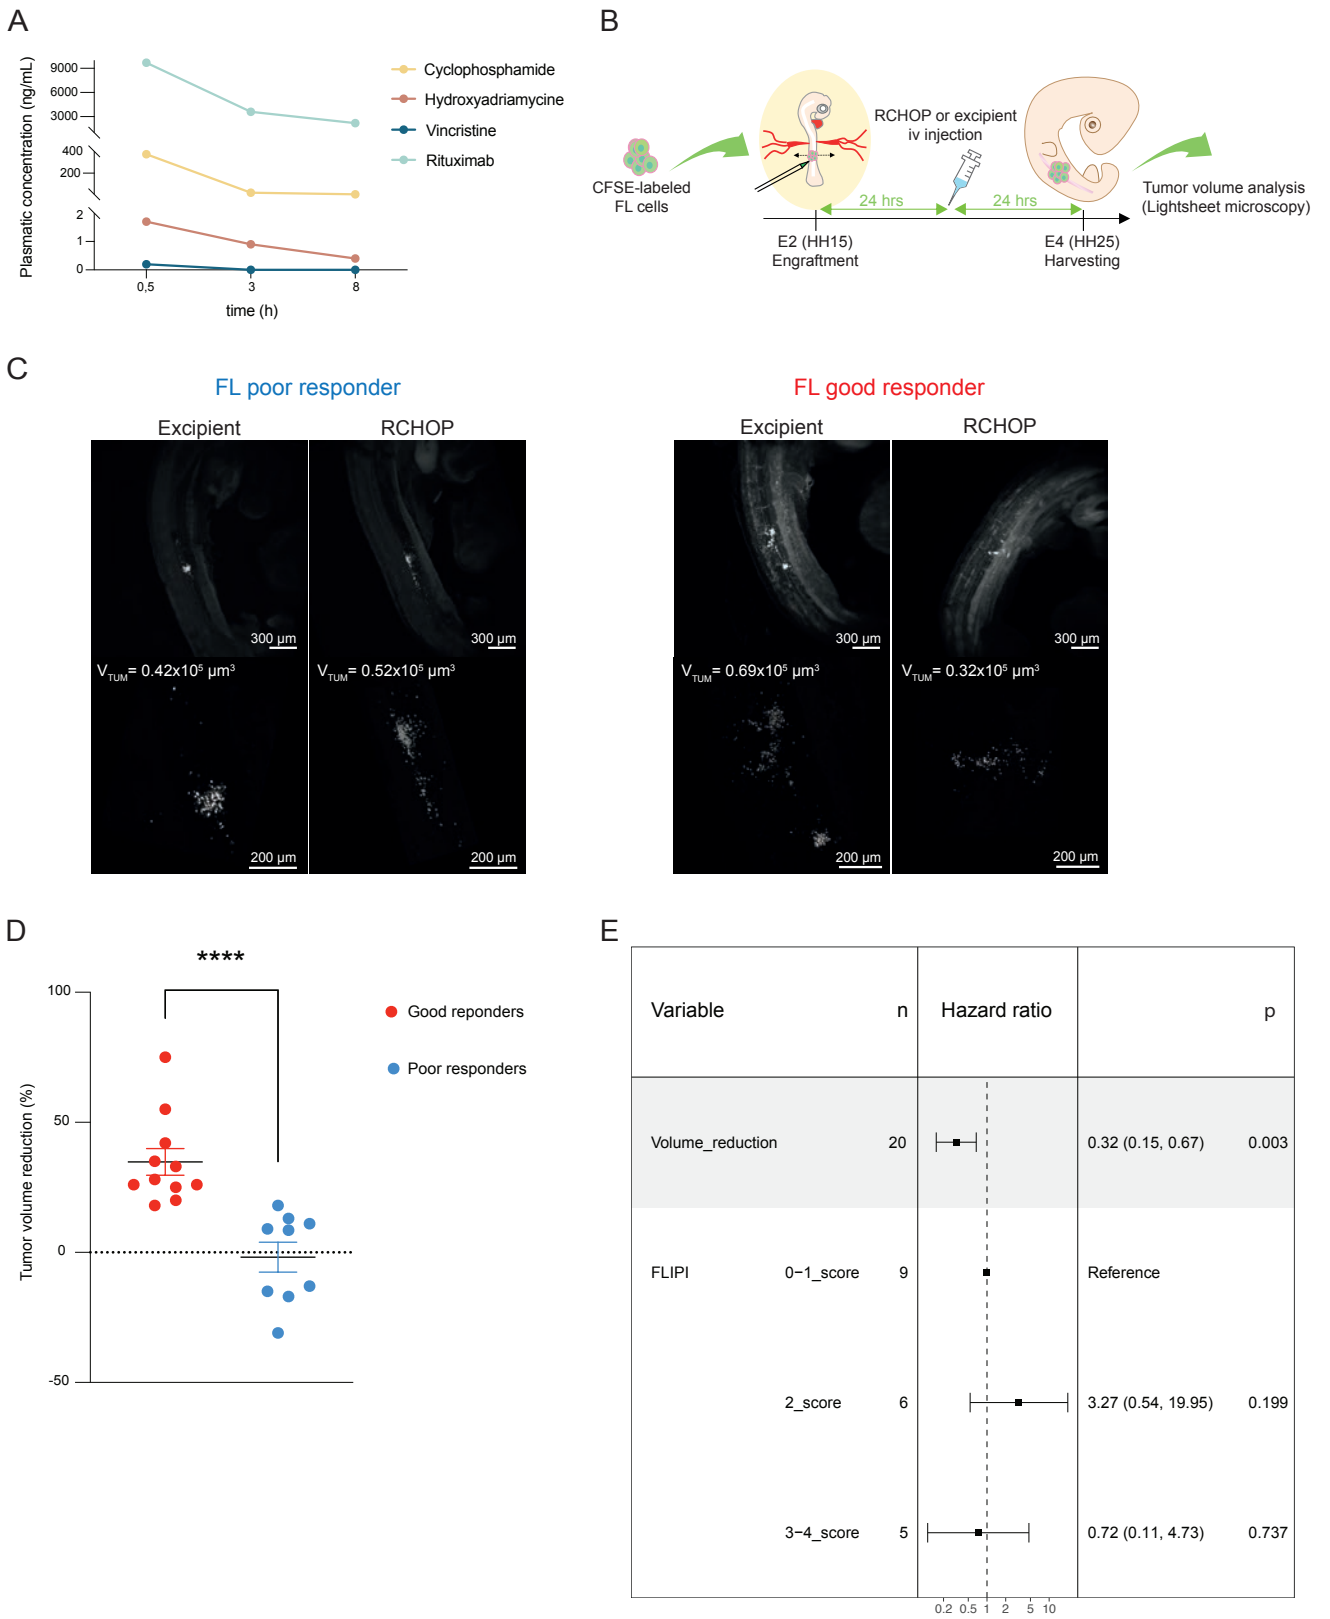 A
Plasmatic concentration (ng/mL)
9000
6000
3000
400
200
2
1
0
0,5
3
8
time (h)
Cyclophosphamide
Hydroxyadriamycine
Vincristine
Rituximab
B
CFSE-labeled
FL cells
RCHOP or excipient
iv injection
24 hrs
24 hrs
E2 (HH15)
Engraftment
E4 (HH25)
Harvesting
Tumor volume analysis
(Lightsheet microscopy)
C
FL poor responder
Excipient
RCHOP
300 µm
300 µm
V_TUM= 0.42x10⁵ µm³
V_TUM= 0.52x10⁵ µm³
200 µm
200 µm
FL good responder
Excipient
RCHOP
300 µm
300 µm
V_TUM= 0.69x10⁵ µm³
V_TUM= 0.32x10⁵ µm³
200 µm
200 µm
D
Tumor volume reduction (%)
****
100
50
0
-50
Good reponders
Poor responders
E
Variable n Hazard ratio p
Volume_reduction 20 0.32 (0.15, 0.67) 0.003
FLIPI 0−1_score 9 Reference
2_score 6 3.27 (0.54, 19.95) 0.199
3−4_score 5 0.72 (0.11, 4.73) 0.737
0.2 0.5 1 2 5 10